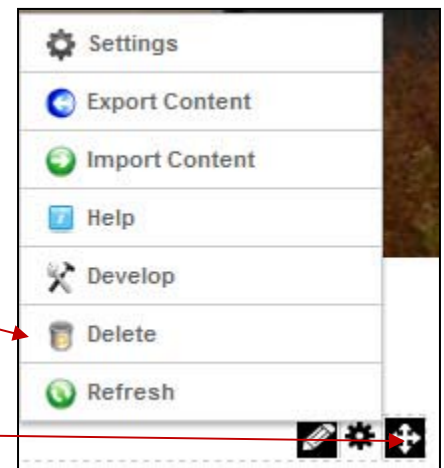 Settings
Export Content
Import Content
Help
Develop
Delete
Refresh